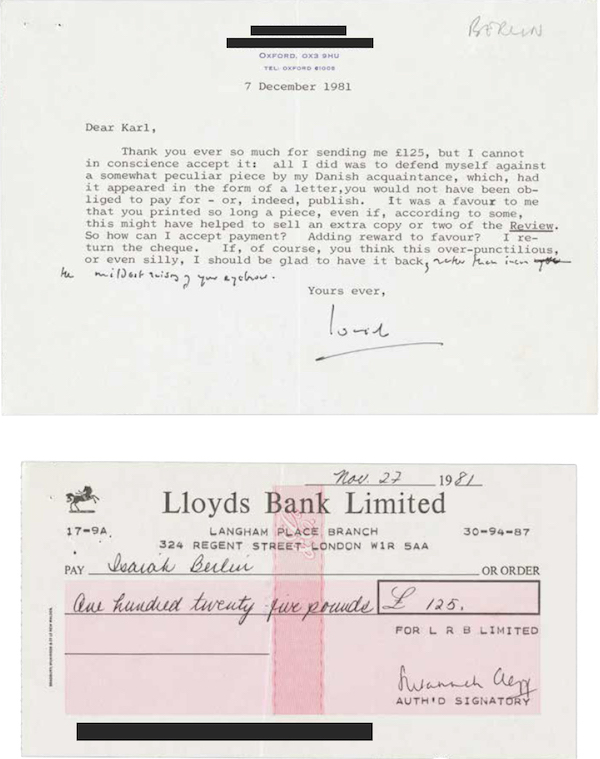 BERLIN
OXFORD, OX3 9HU
TEL: OXFORD 61005
7 December 1981
Dear Karl,
Thank you ever so much for sending me £125, but I cannot
in conscience accept it: all I did was to defend myself against
a somewhat peculiar piece by my Danish acquaintance, which, had
it appeared in the form of a letter,you would not have been ob-
liged to pay for - or, indeed, publish. It was a favour to me
that you printed so long a piece, even if, according to some,
this might have helped to sell an extra copy or two of the Review.
So how can I accept payment? Adding reward to favour? I re-
turn the cheque. If, of course, you think this over-punctilious,
or even silly, I should be glad to have it back, rather than incur
the mildest raising of your eyebrow.
Yours ever,
Nov. 27 1981
Lloyds Bank Limited
17-9A. LANGHAM PLACE BRANCH 30-94-87
324 REGENT STREET LONDON W1R 5AA
PAY Isaiah Berlin OR ORDER
One hundred twenty-five pounds £ 125.
FOR L R B LIMITED
AUTH'D SIGNATORY